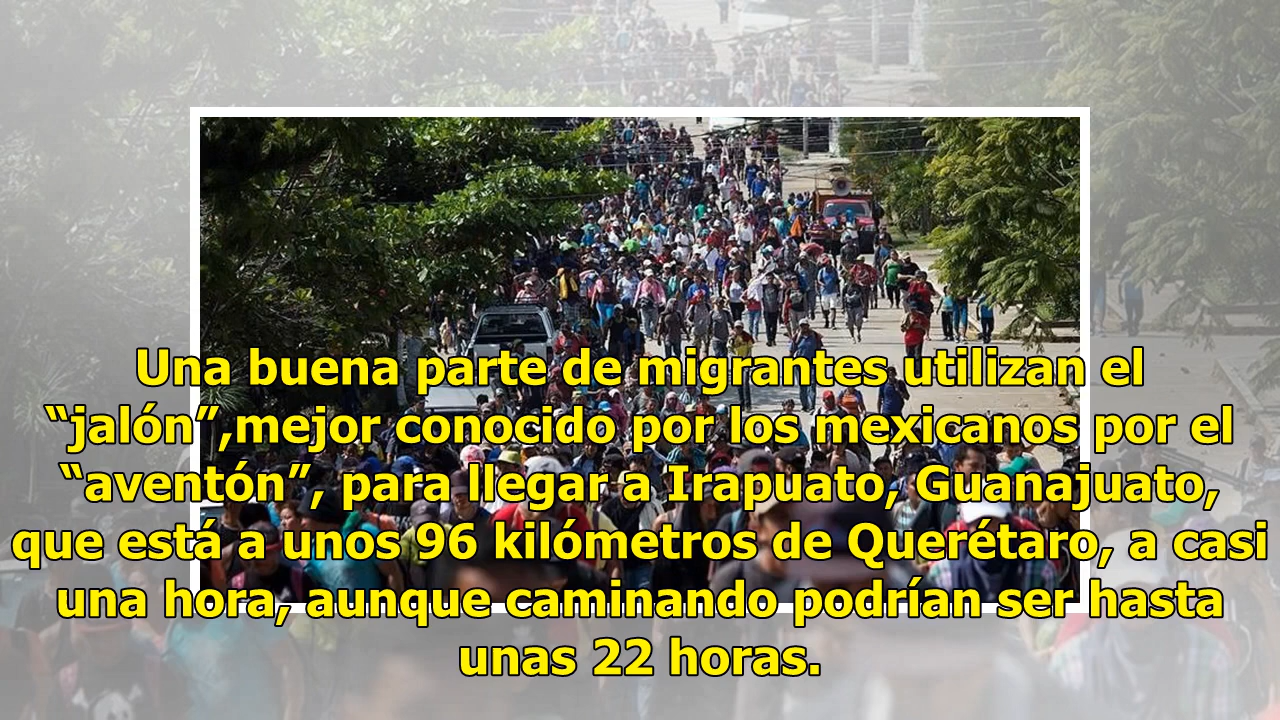 Una buena parte de migrantes utilizan el
“jalón”,mejor conocido por los mexicanos por el
“aventón”, para llegar a Irapuato, Guanajuato,
que está a unos 96 kilómetros de Querétaro, a casi
una hora, aunque caminando podrían ser hasta
unas 22 horas.